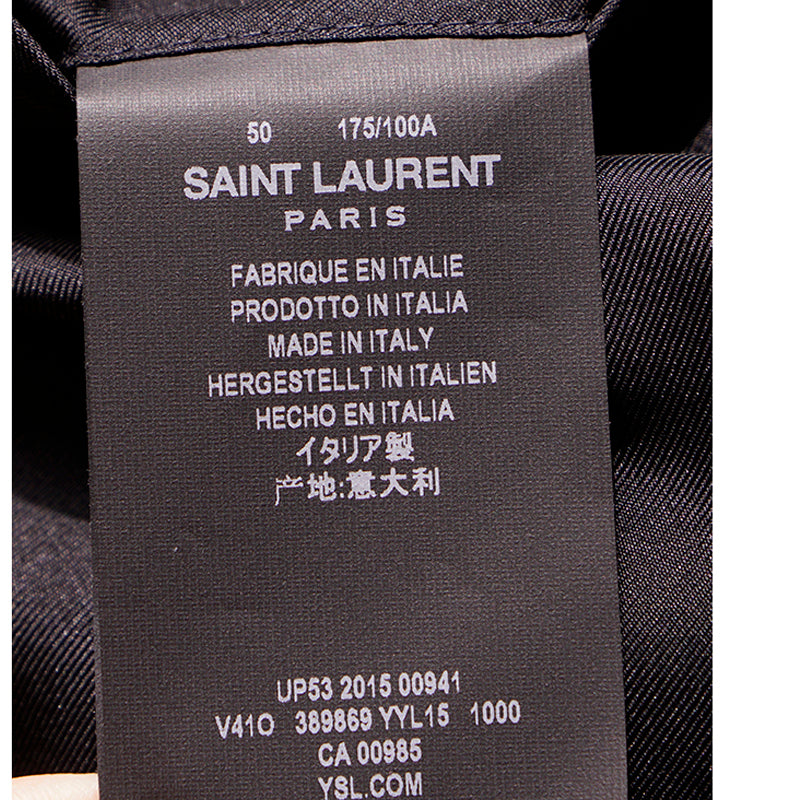 50 175/100A
SAINT LAURENT
PARIS
FABRIQUE EN ITALIE
PRODOTTO IN ITALIA
MADE IN ITALY
HERGESTELLT IN ITALIEN
HECHO EN ITALIA
イタリア製
产地:意大利
UP53 2015 00941
V41O 389869 YYL15 1000
CA 00985
YSL.COM